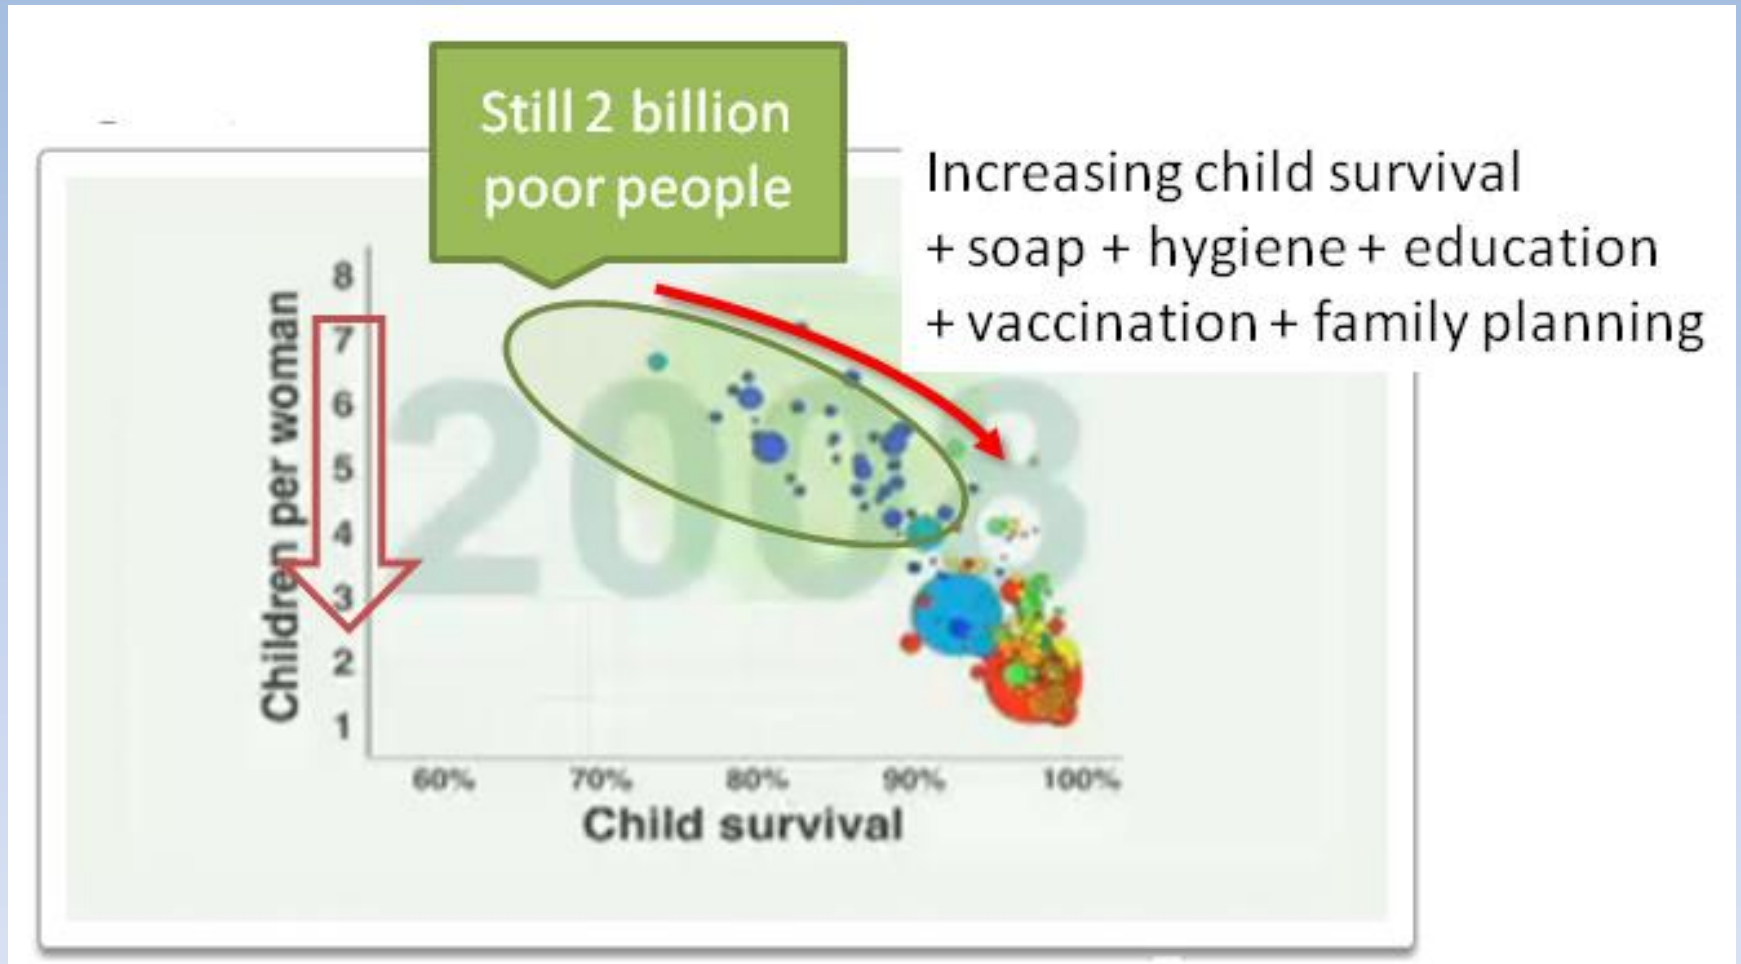 Still 2 billion
poor people
Increasing child survival
+ soap + hygiene + education
+ vaccination + family planning
Children per woman
8
7
6
5
4
3
2
1
2008
60% 70% 80% 90% 100%
Child survival